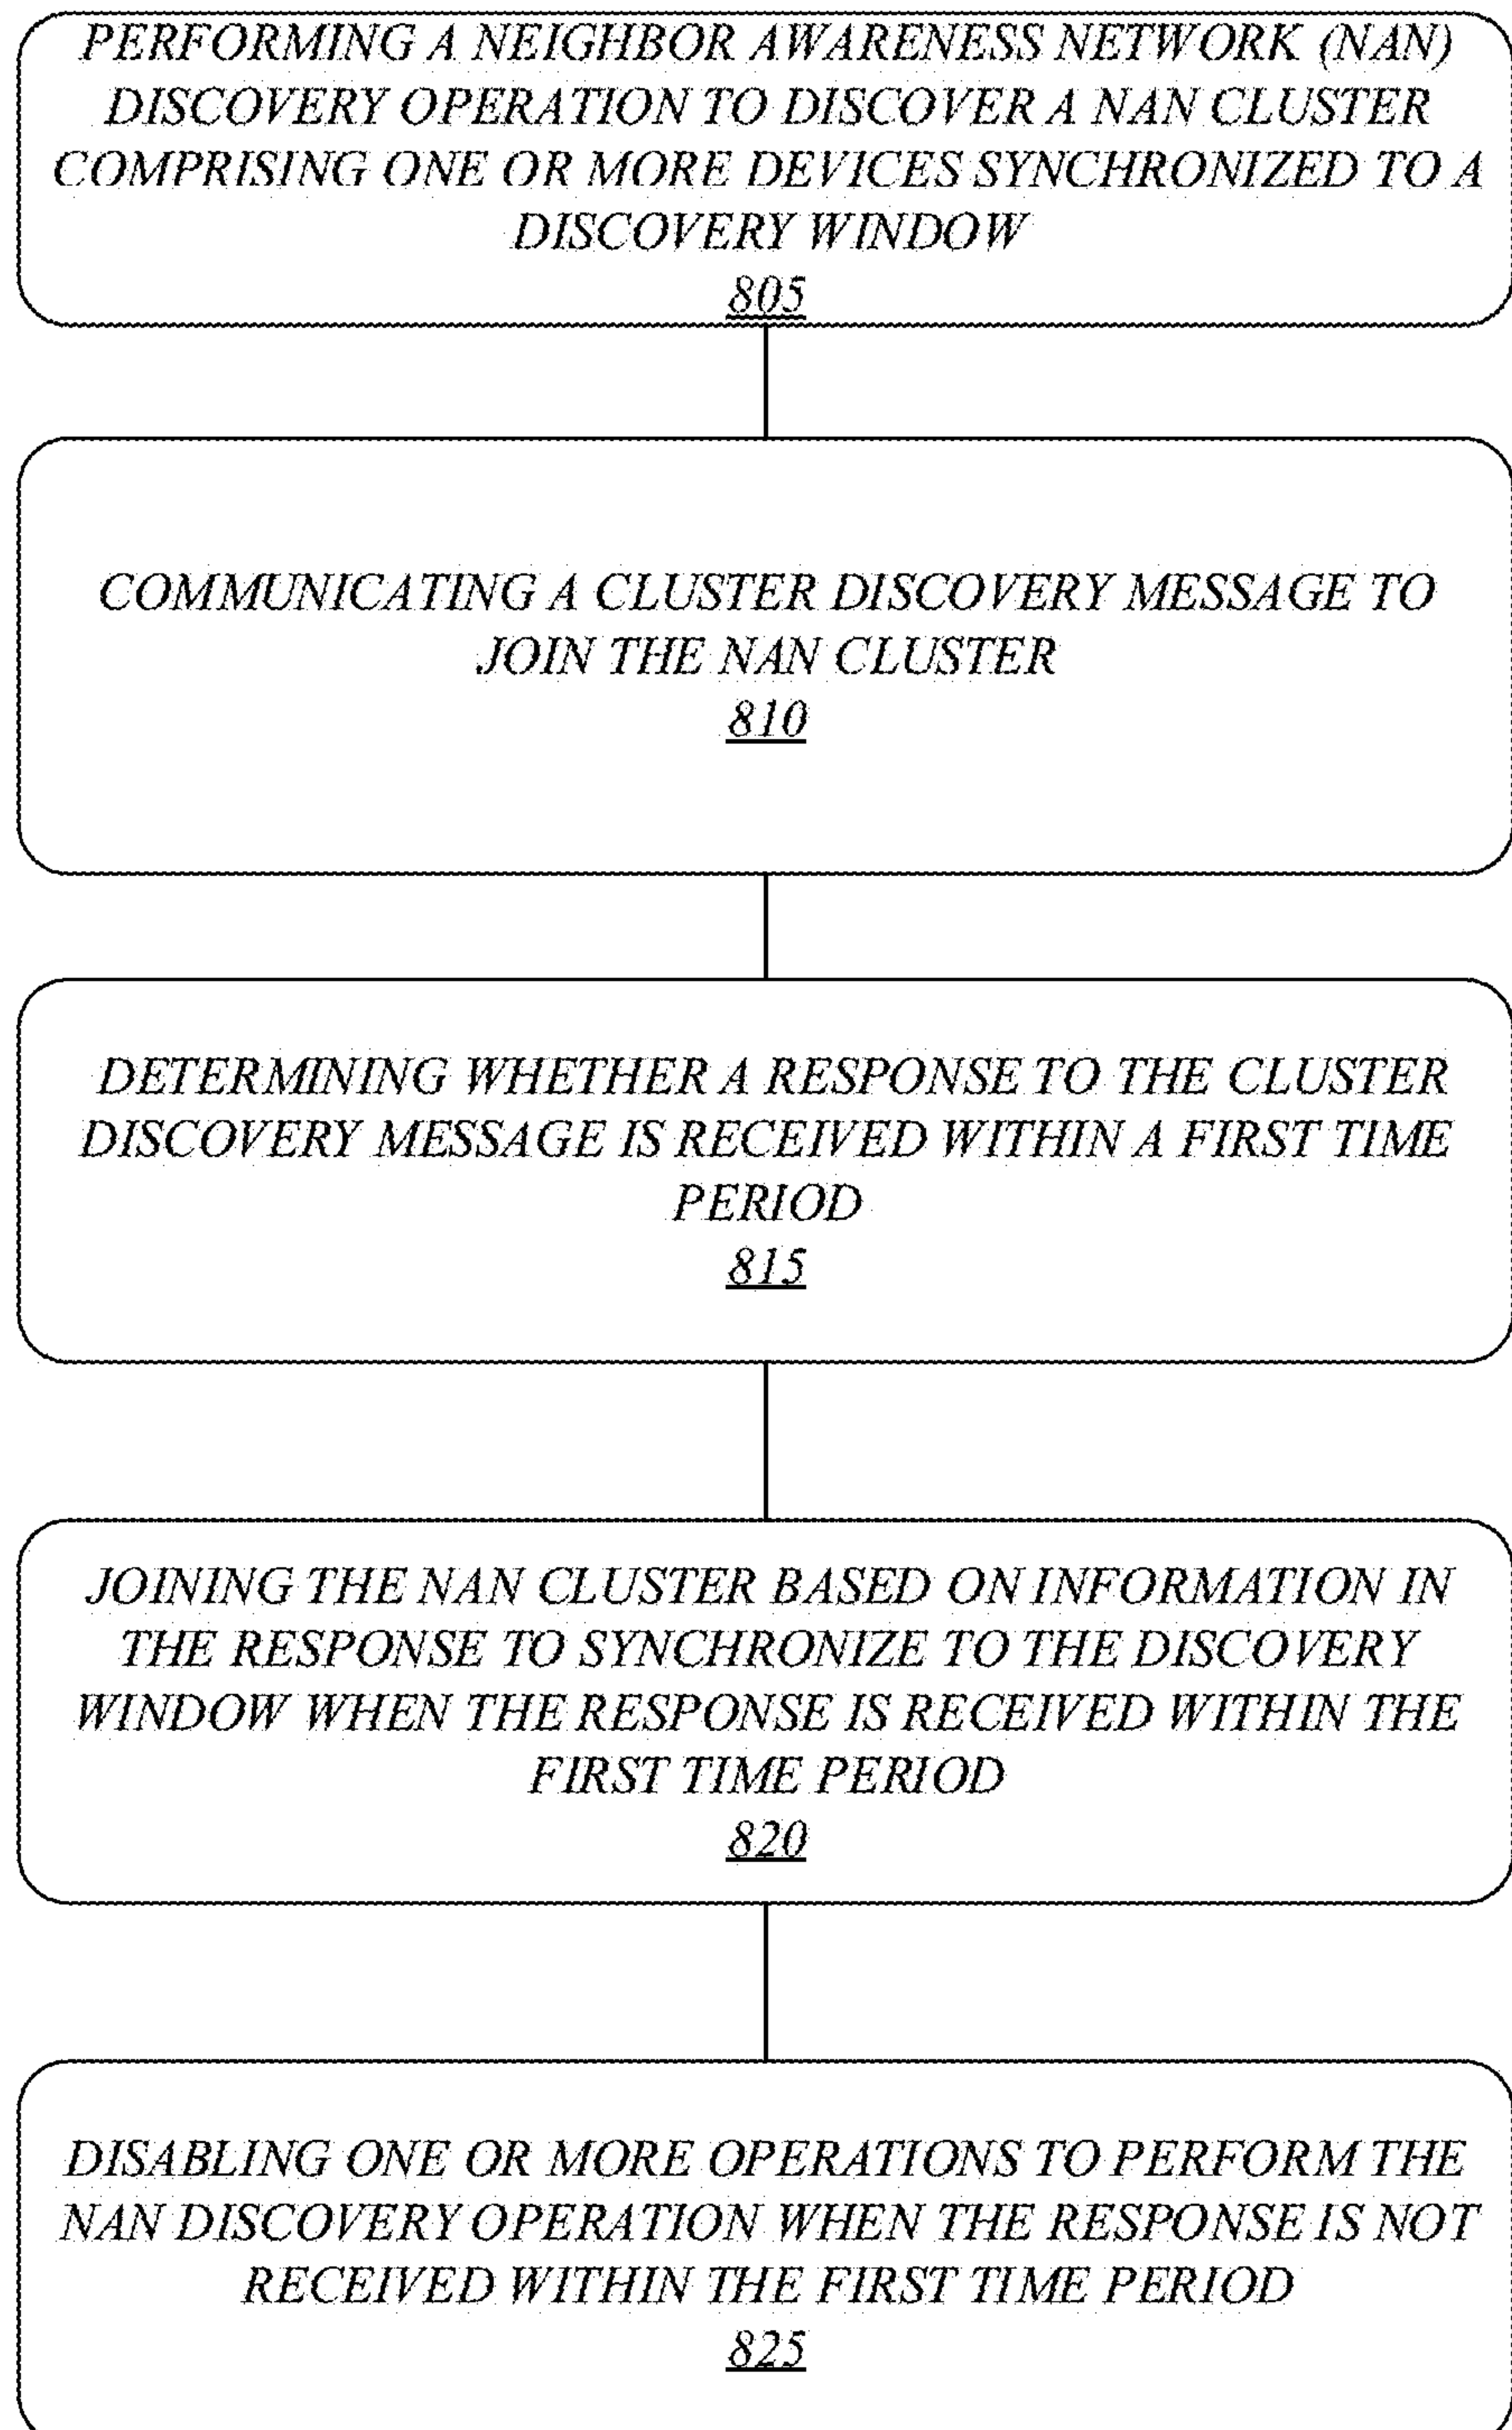 PERFORMING A NEIGHBOR AWARENESS NETWORK (NAN)
DISCOVERY OPERATION TO DISCOVER A NAN CLUSTER
COMPRISING ONE OR MORE DEVICES SYNCHRONIZED TO A
DISCOVERY WINDOW
805
COMMUNICATING A CLUSTER DISCOVERY MESSAGE TO
JOIN THE NAN CLUSTER
810
DETERMINING WHETHER A RESPONSE TO THE CLUSTER
DISCOVERY MESSAGE IS RECEIVED WITHIN A FIRST TIME
PERIOD
815
JOINING THE NAN CLUSTER BASED ON INFORMATION IN
THE RESPONSE TO SYNCHRONIZE TO THE DISCOVERY
WINDOW WHEN THE RESPONSE IS RECEIVED WITHIN THE
FIRST TIME PERIOD
820
DISABLING ONE OR MORE OPERATIONS TO PERFORM THE
NAN DISCOVERY OPERATION WHEN THE RESPONSE IS NOT
RECEIVED WITHIN THE FIRST TIME PERIOD
825